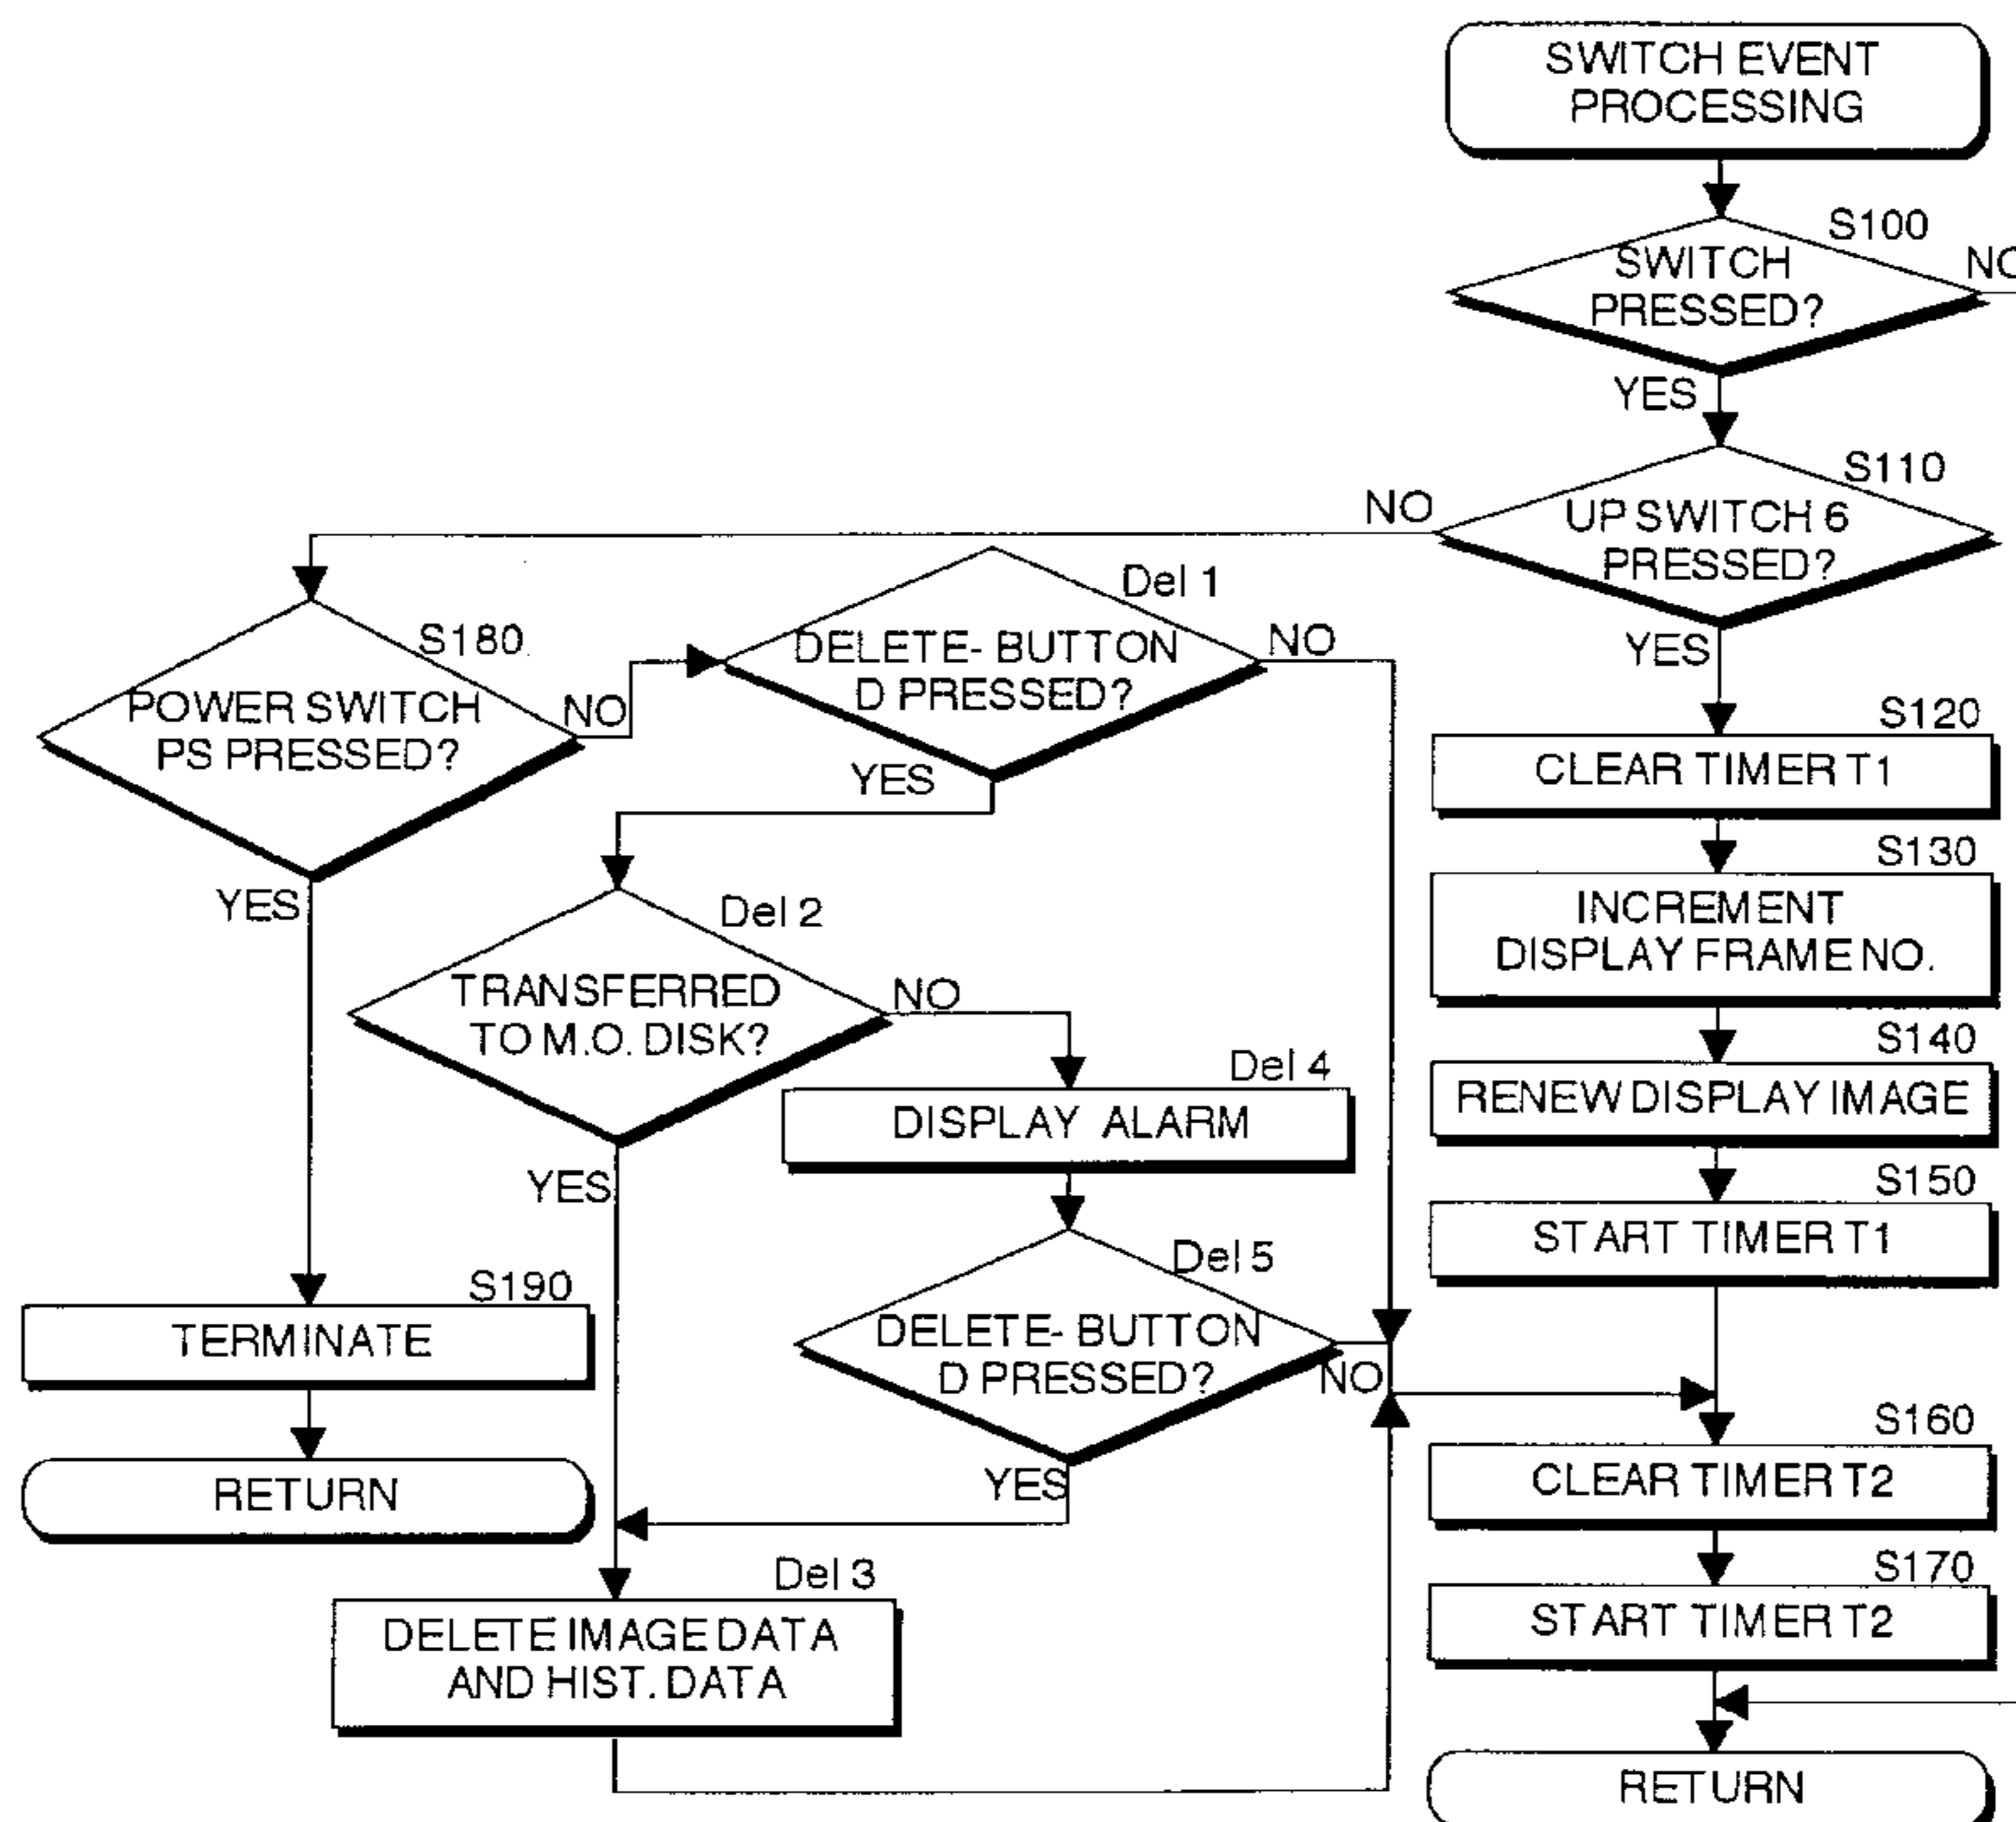 SWITCH EVENT
PROCESSING
S100
SWITCH
PRESSED?
NO
YES
S110
UP SWITCH 6
PRESSED?
NO
YES
S180
POWER SWITCH
PS PRESSED?
NO
YES
Del 1
DELETE- BUTTON
D PRESSED?
NO
YES
S120
CLEAR TIMER T1
S130
INCREMENT
DISPLAY FRAME NO.
S140
RENEW DISPLAY IMAGE
S150
START TIMER T1
Del 2
TRANSFERRED
TO M.O. DISK?
NO
YES
Del 4
DISPLAY ALARM
Del 5
DELETE- BUTTON
D PRESSED?
NO
YES
S190
TERMINATE
RETURN
Del 3
DELETE IMAGE DATA
AND HIST. DATA
S160
CLEAR TIMER T2
S170
START TIMER T2
RETURN